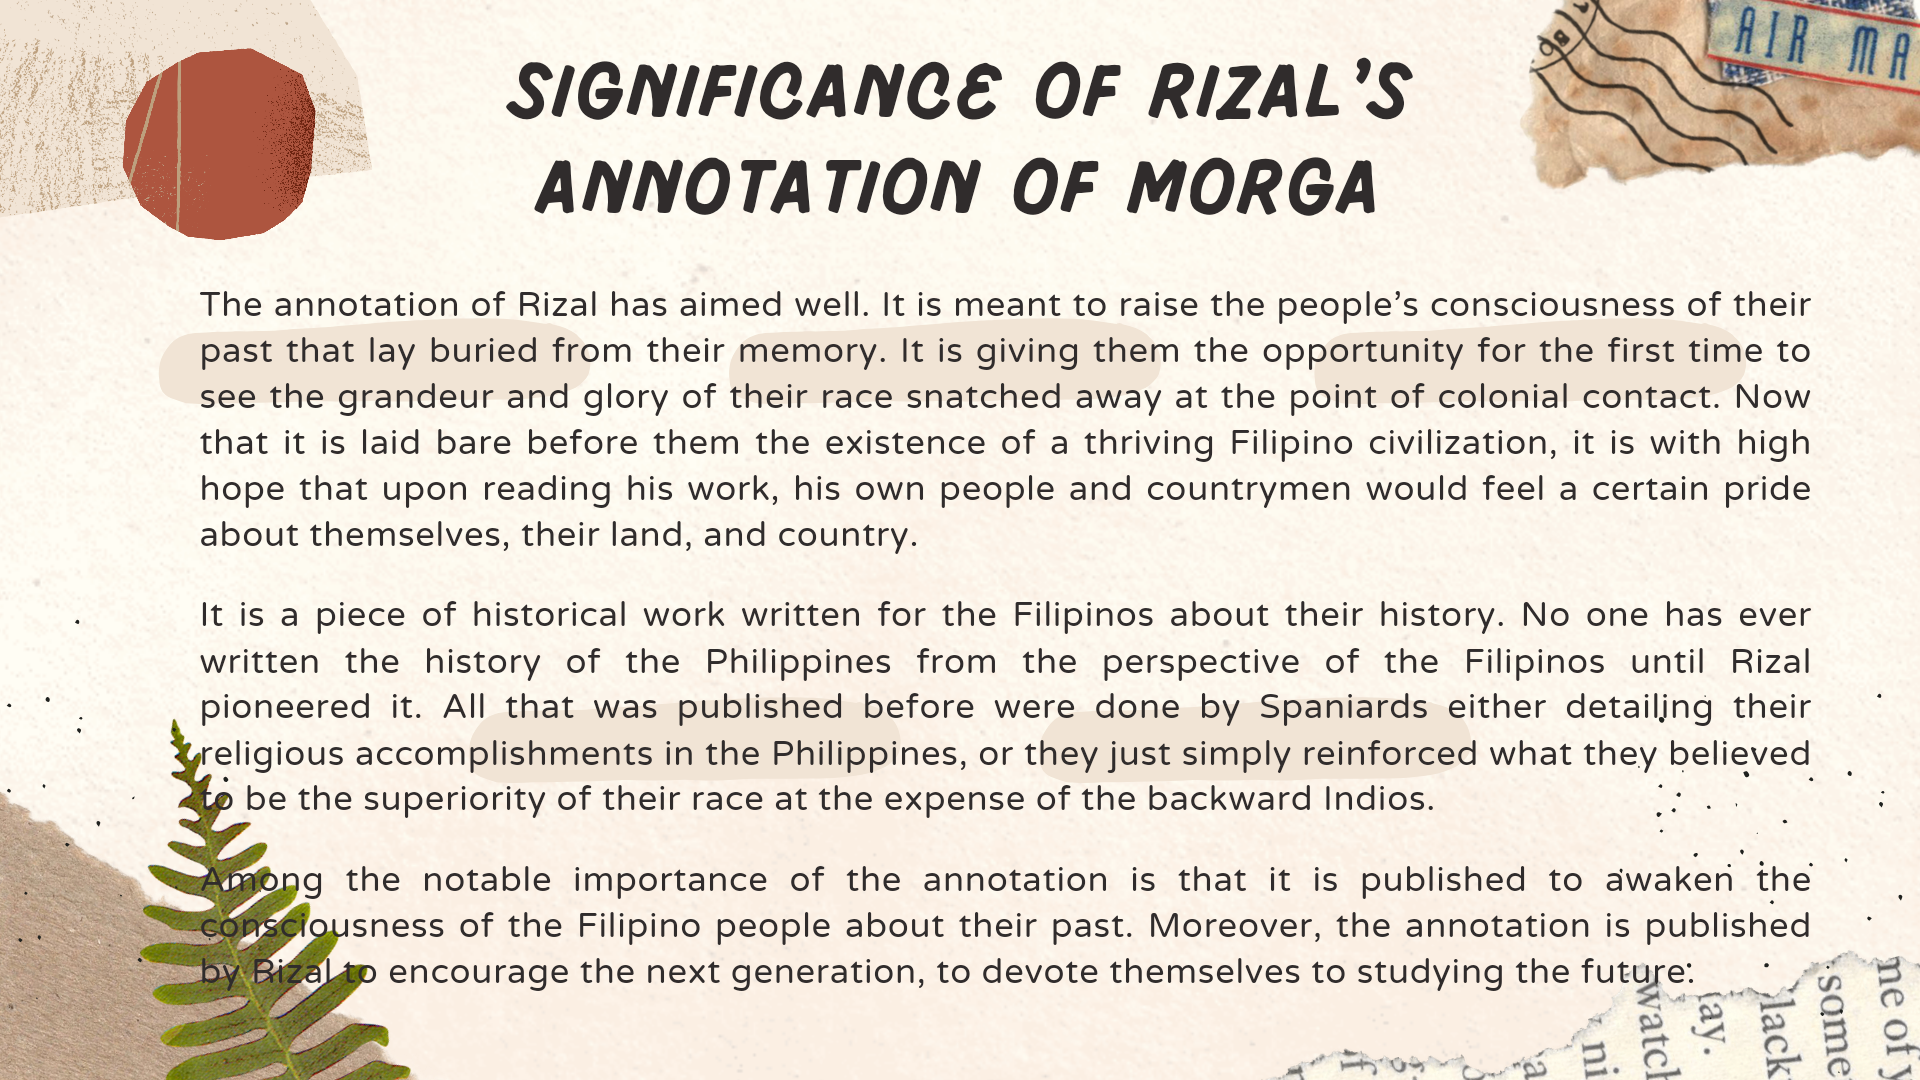 AIR MA
SIGNIFICANCE OF RIZAL'S
ANNOTATION OF MORGA
The annotation of Rizal has aimed well. It is meant to raise the people's consciousness of their
past that lay buried from their memory. It is giving them the opportunity for the first time to
see the grandeur and glory of their race snatched away at the point of colonial contact. Now
that it is laid bare before them the existence of a thriving Filipino civilization, it is with high
hope that upon reading his work, his own people and countrymen would feel a certain pride
about themselves, their land, and country.
It is a piece of historical work written for the Filipinos about their history. No one has ever
written the history of the Philippines from the perspective of the Filipinos until Rizal
pioneered it. All that was published before were done by Spaniards either detailing their
religious accomplishments in the Philippines, or they just simply reinforced what they believed
to be the superiority of their race at the expense of the backward Indios.
Among the notable importance of the annotation is that it is published to awaken the
consciousness of the Filipino people about their past. Moreover, the annotation is published
by Rizal to encourage the next generation, to devote themselves to studying the future.
me of y
some
lack
ay.
watch
ni